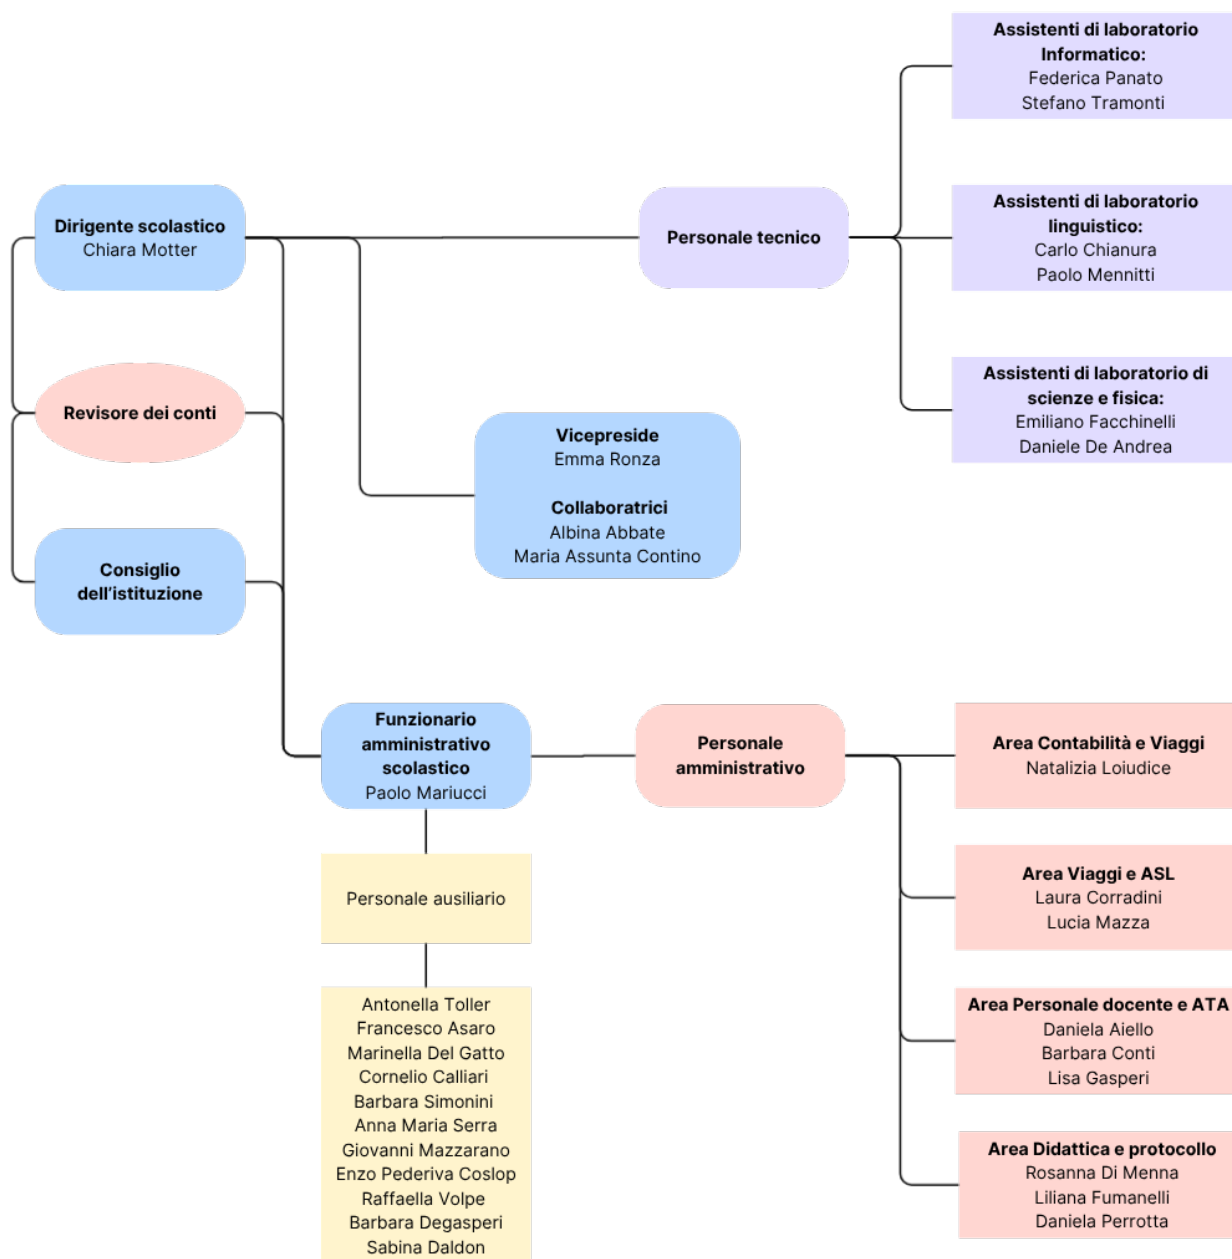 Assistenti di laboratorio
Informatico:
Federica Panato
Stefano Tramonti
Dirigente scolastico
Chiara Motter
Personale tecnico
Assistenti di laboratorio
linguistico:
Carlo Chianura
Paolo Mennitti
Revisore dei conti
Assistenti di laboratorio di
scienze e fisica:
Emiliano Facchinelli
Daniele De Andrea
Vicepreside
Emma Ronza
Collaboratrici
Albina Abbate
Maria Assunta Contino
Consiglio
dell'istituzione
Funzionario
amministrativo
scolastico
Paolo Mariucci
Personale
amministrativo
Area Contabilità e Viaggi
Natalizia Loiudice
Personale ausiliario
Area Viaggi e ASL
Laura Corradini
Lucia Mazza
Antonella Toller
Francesco Asaro
Marinella Del Gatto
Cornelio Calliari
Barbara Simonini
Anna Maria Serra
Giovanni Mazzarano
Enzo Pederiva Coslop
Raffaella Volpe
Barbara Degasperi
Sabina Daldon
Area Personale docente e ATA
Daniela Aiello
Barbara Conti
Lisa Gasperi
Area Didattica e protocollo
Rosanna Di Menna
Liliana Fumanelli
Daniela Perrotta